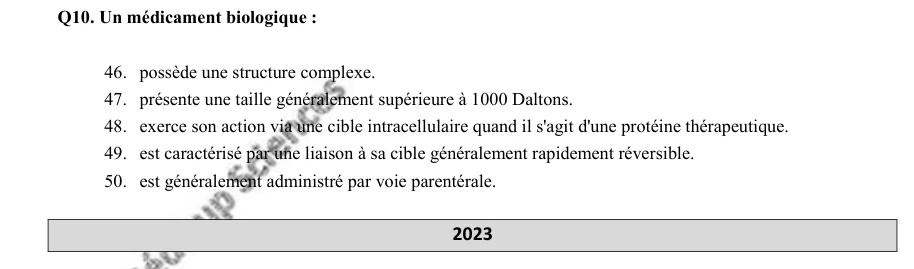 Q10. Un médicament biologique :
46. possède une structure complexe.
47. présente une taille généralement supérieure à 1000 Daltons.
48. exerce son action via une cible intracellulaire quand il s'agit d'une protéine thérapeutique.
49. est caractérisé par une liaison à sa cible généralement rapidement réversible.
50. est généralement administré par voie parentérale.
2023
up Sciences